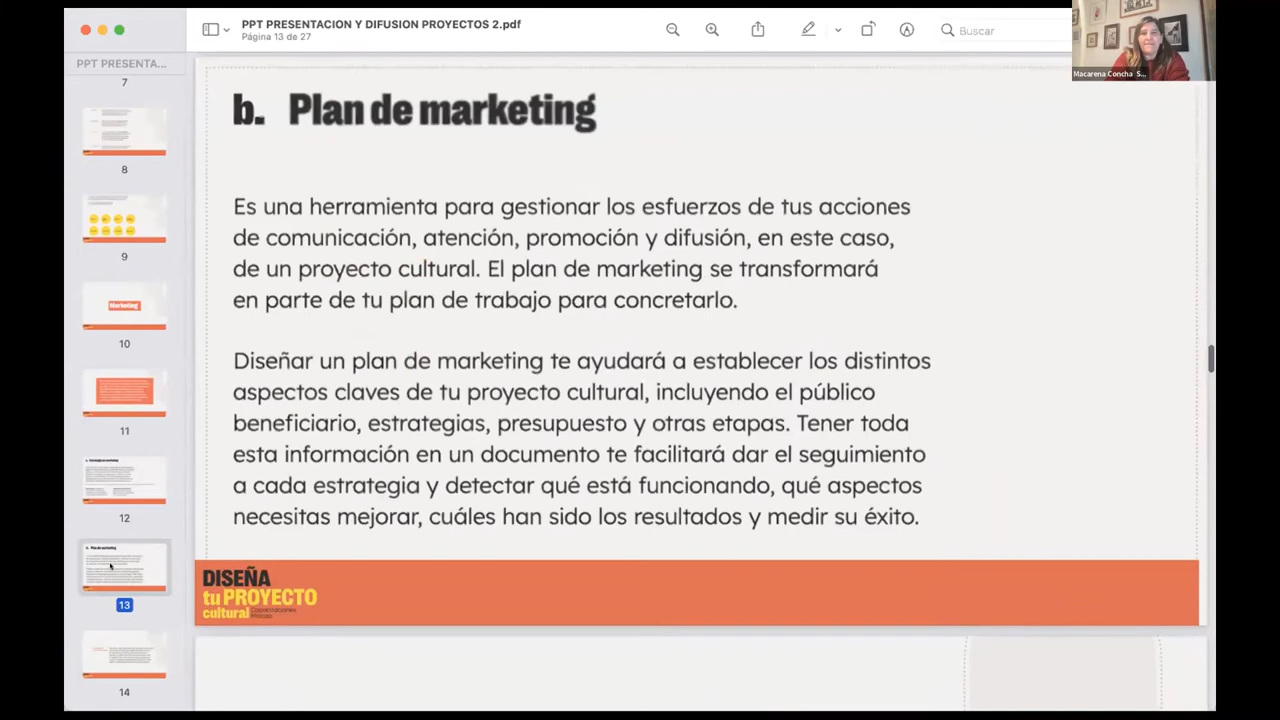 PPT PRESENTACION Y DIFUSION PROYECTOS 2.pdf
Página 13 de 27
Buscar
Macarena Concha S...
PPT PRESENTA...
7
8
9
Marketing
10
11
12
13
14
b. Plan de marketing
Es una herramienta para gestionar los esfuerzos de tus acciones
de comunicación, atención, promoción y difusión, en este caso,
de un proyecto cultural. El plan de marketing se transformará
en parte de tu plan de trabajo para concretarlo.
Diseñar un plan de marketing te ayudará a establecer los distintos
aspectos claves de tu proyecto cultural, incluyendo el público
beneficiario, estrategias, presupuesto y otras etapas. Tener toda
esta información en un documento te facilitará dar el seguimiento
a cada estrategia y detectar qué está funcionando, qué aspectos
necesitas mejorar, cuáles han sido los resultados y medir su éxito.
DISEÑA
tu PROYECTO
cultural Capacitaciones